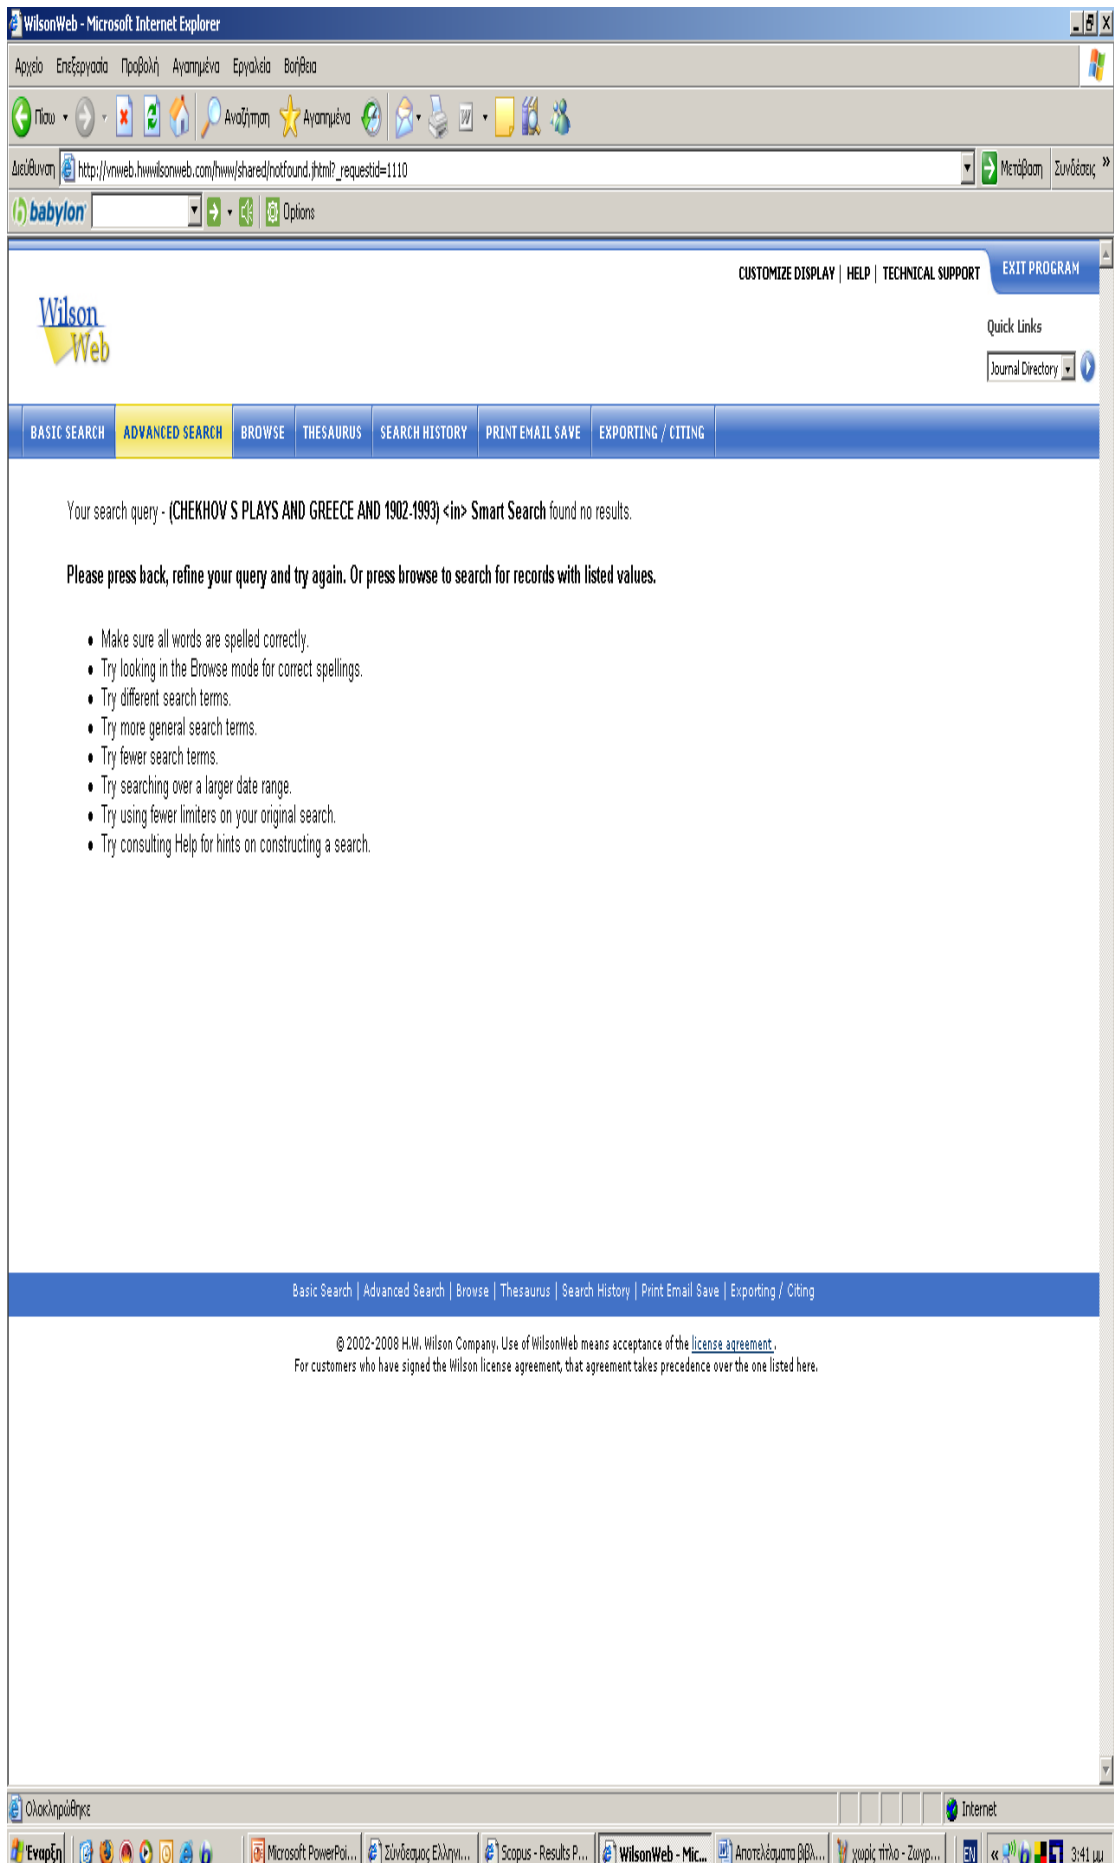 WilsonWeb - Microsoft Internet Explorer
Αρχείο Επεξεργασία Προβολή Αγαπημένα Εργαλεία Βοήθεια
Πίσω Αναζήτηση Αγαπημένα
Διεύθυνση http://vnweb.hwwilsonweb.com/hww/shared/notfound.jhtml?_requestid=1110 Μετάβαση Συνδέσεις »
babylon Options
CUSTOMIZE DISPLAY | HELP | TECHNICAL SUPPORT EXIT PROGRAM
Wilson
Web
Quick Links
Journal Directory
BASIC SEARCH ADVANCED SEARCH BROWSE THESAURUS SEARCH HISTORY PRINT EMAIL SAVE EXPORTING / CITING
Your search query - (CHEKHOV S PLAYS AND GREECE AND 1902-1993) <in> Smart Search found no results.
Please press back, refine your query and try again. Or press browse to search for records with listed values.
• Make sure all words are spelled correctly.
• Try looking in the Browse mode for correct spellings.
• Try different search terms.
• Try more general search terms.
• Try fewer search terms.
• Try searching over a larger date range.
• Try using fewer limiters on your original search.
• Try consulting Help for hints on constructing a search.
Basic Search | Advanced Search | Browse | Thesaurus | Search History | Print Email Save | Exporting / Citing
© 2002-2008 H.W. Wilson Company. Use of WilsonWeb means acceptance of the license agreement .
For customers who have signed the Wilson license agreement, that agreement takes precedence over the one listed here.
Ολοκληρώθηκε Internet
Έναρξη Microsoft PowerPoi... Σύνδεσμος Ελλην... Scopus - Results P... WilsonWeb - Mic... Αποτελέσματα βιβλ... χωρίς τίτλο - Ζωγρ... EN « 3:41 μμ